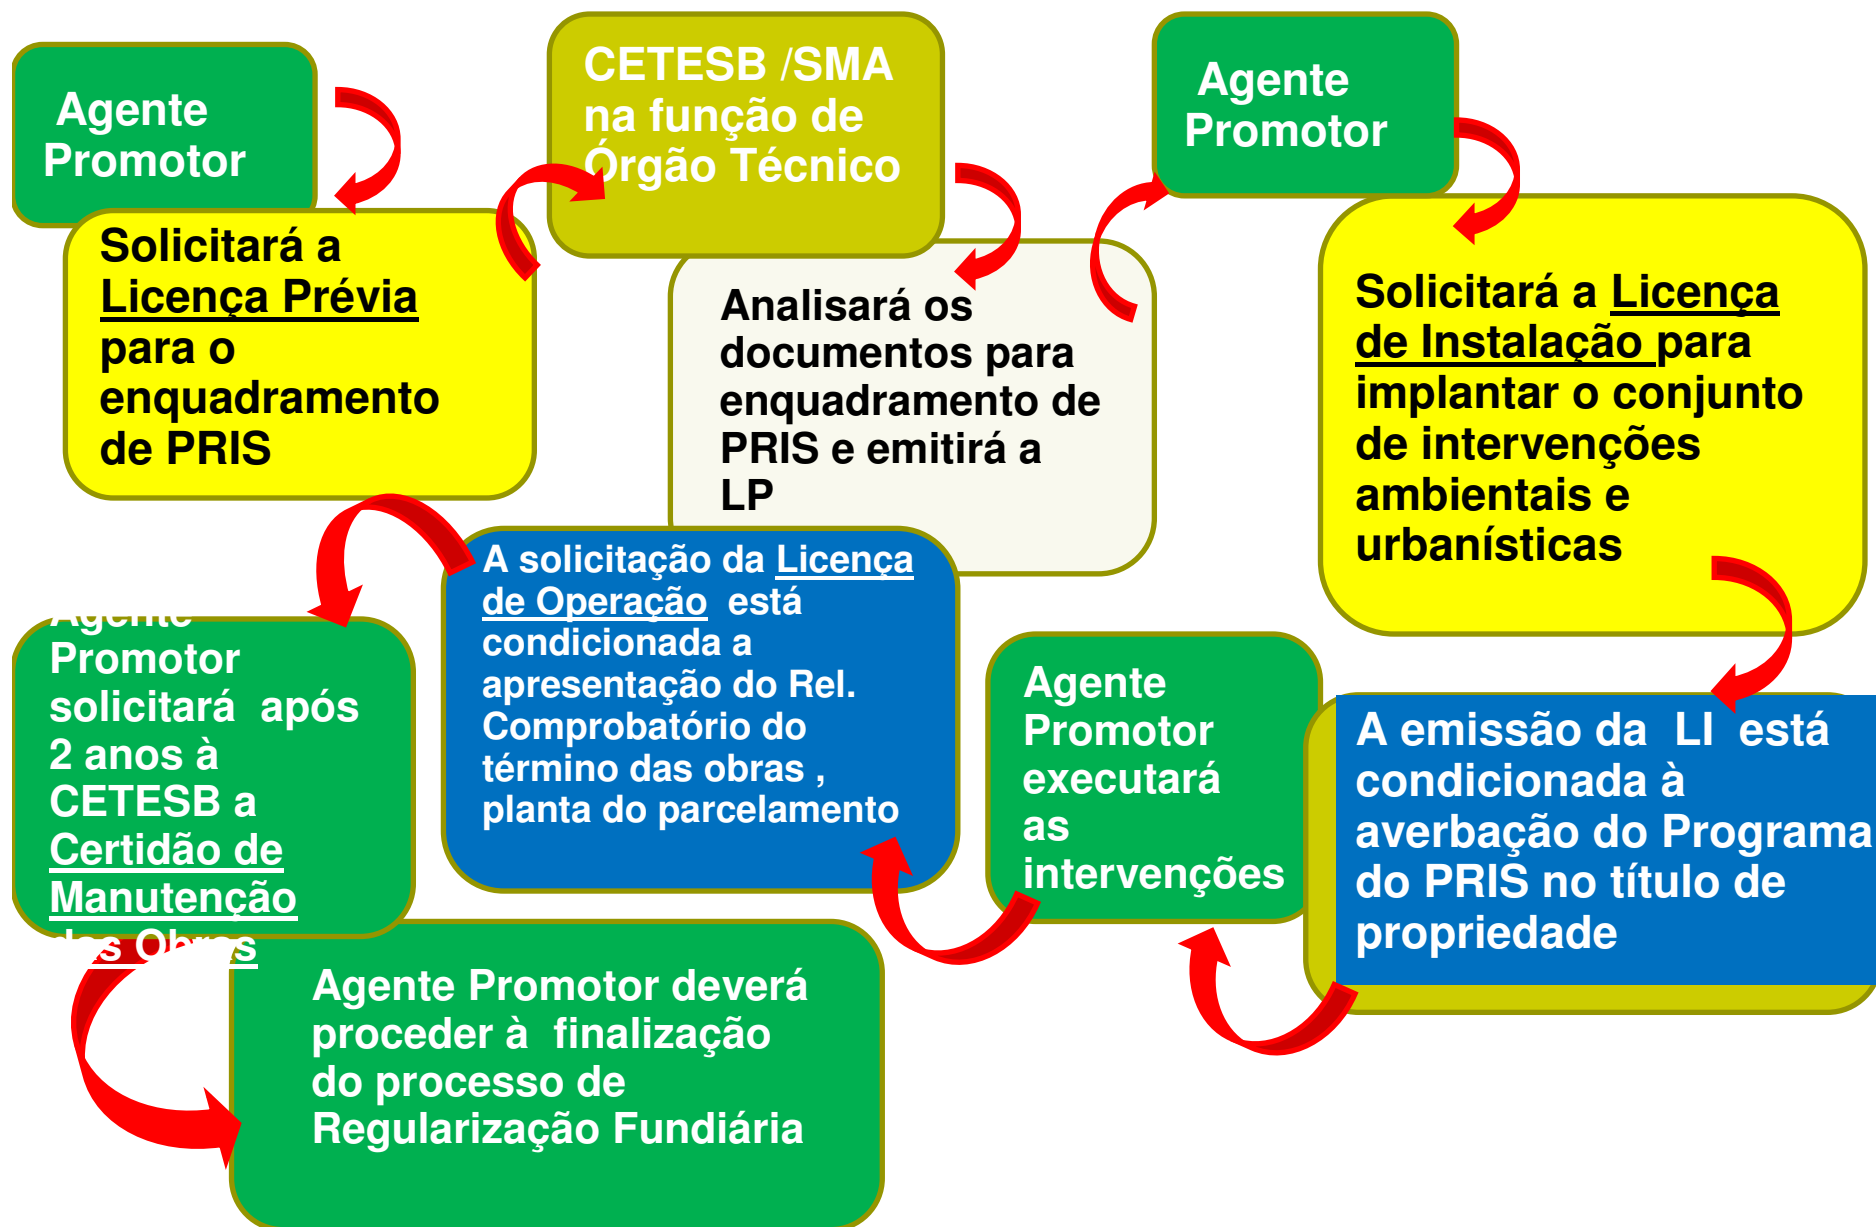 Agente
Promotor
Solicitará a
Licença Prévia
para o
enquadramento
de PRIS
CETESB /SMA
na função de
Órgão Técnico
Analisará os
documentos para
enquadramento de
PRIS e emitirá a
LP
Agente
Promotor
Solicitará a Licença
de Instalação para
implantar o conjunto
de intervenções
ambientais e
urbanísticas
A emissão da LI está
condicionada à
averbação do Programa
do PRIS no título de
propriedade
Agente
Promotor
executará
as
intervenções
A solicitação da Licença
de Operação está
condicionada a
apresentação do Rel.
Comprobatório do
término das obras ,
planta do parcelamento
Agente
Promotor
solicitará após
2 anos à
CETESB a
Certidão de
Manutenção
das Obras
Agente Promotor deverá
proceder à finalização
do processo de
Regularização Fundiária